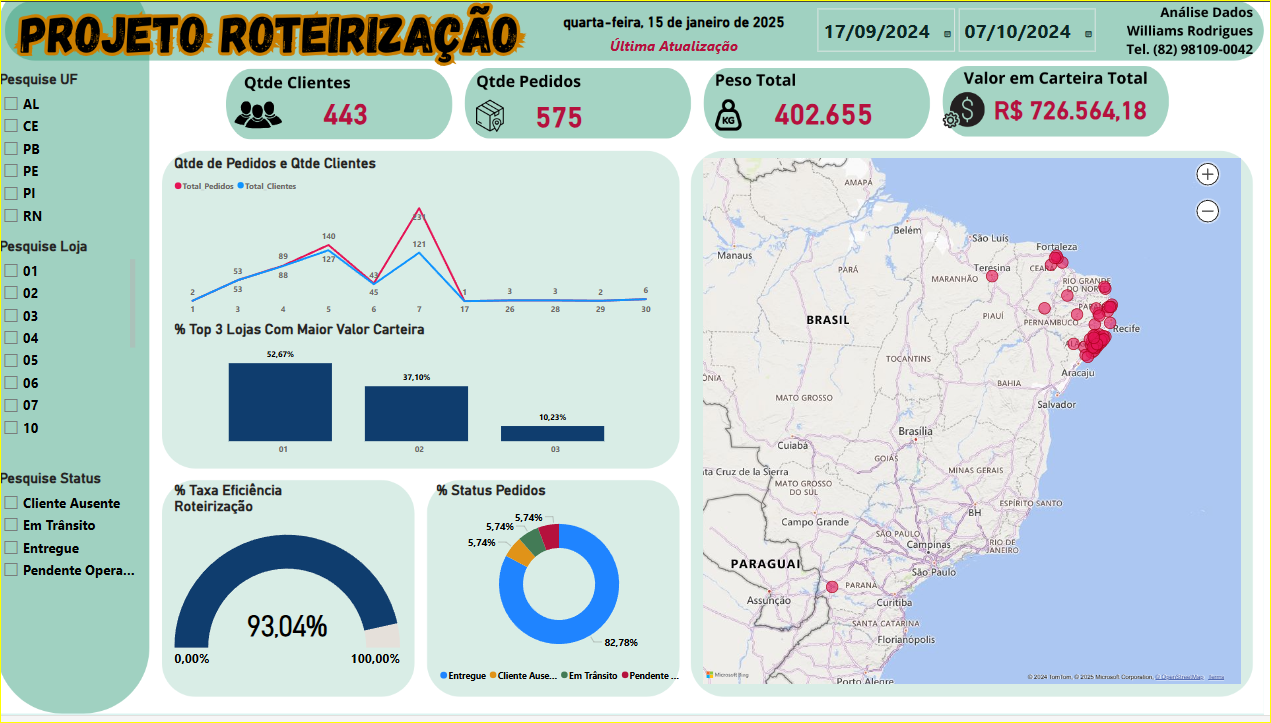 PROJETO ROTEIRIZAÇÃO
quarta-feira, 15 de janeiro de 2025
Última Atualização
17/09/2024
07/10/2024
Análise Dados
Williams Rodrigues
Tel. (82) 98109-0042
Pesquise UF
AL
CE
PB
PE
PI
RN
Pesquise Loja
01
02
03
04
05
06
07
10
Pesquise Status
Cliente Ausente
Em Trânsito
Entregue
Pendente Opera...
Qtde Clientes
443
Qtde Pedidos
575
Peso Total
KG
402.655
Valor em Carteira Total
$
R$ 726.564,18
Qtde de Pedidos e Qtde Clientes
Total Pedidos Total Clientes
2 53 89 140 43 231 1 3 3 2 6
53 88 127 45 121
1 3 4 5 6 7 17 26 28 29 30
% Top 3 Lojas Com Maior Valor Carteira
52,67%
37,10%
10,23%
01 02 03
% Taxa Eficiência
Roteirização
93,04%
0,00% 100,00%
% Status Pedidos
5,74%
5,74%
5,74%
82,78%
Entregue Cliente Ause... Em Trânsito Pendente ...
AMAPÁ
Belém
São Luís
Fortaleza
Manaus
PARÁ
MARANHÃO
Teresina
RIO GRANDE
DO NOR
PIAUÍ
PERNAMBUCO
Recife
BRASIL
TOCANTINS
Aracaju
BAHIA
Salvador
MATO GROSSO
Brasília
Cuiabá
GOIÁS
nta Cruz de la Sierra
MINAS GERAIS
MATO GROSSO
DO SUL
ESPÍRITO SANTO
BH
Campo Grande
SÃO PAULO
RIO DE
JANEIRO
Campinas
PARAGUAI
São Paulo
PARANÁ
Assunção
Curitiba
SANTA CATARINA
Florianópolis
Porto Alegre
Microsoft Bing
© 2024 TomTom, © 2025 Microsoft Corporation, © OpenStreetMap Terms